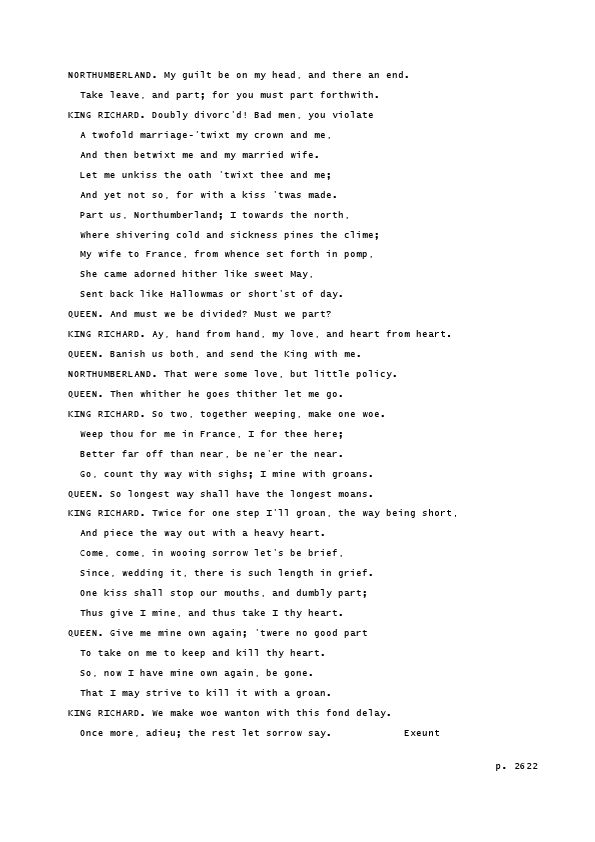 NORTHUMBERLAND. My guilt be on my head, and there an end.
Take leave, and part; for you must part forthwith.
KING RICHARD. Doubly divorc'd! Bad men, you violate
A twofold marriage-'twixt my crown and me,
And then betwixt me and my married wife.
Let me unkiss the oath 'twixt thee and me;
And yet not so, for with a kiss 'twas made.
Part us, Northumberland; I towards the north,
Where shivering cold and sickness pines the clime;
My wife to France, from whence set forth in pomp,
She came adorned hither like sweet May,
Sent back like Hallowmas or short'st of day.
QUEEN. And must we be divided? Must we part?
KING RICHARD. Ay, hand from hand, my love, and heart from heart.
QUEEN. Banish us both, and send the King with me.
NORTHUMBERLAND. That were some love, but little policy.
QUEEN. Then whither he goes thither let me go.
KING RICHARD. So two, together weeping, make one woe.
Weep thou for me in France, I for thee here;
Better far off than near, be ne'er the near.
Go, count thy way with sighs; I mine with groans.
QUEEN. So longest way shall have the longest moans.
KING RICHARD. Twice for one step I'll groan, the way being short,
And piece the way out with a heavy heart.
Come, come, in wooing sorrow let's be brief,
Since, wedding it, there is such length in grief.
One kiss shall stop our mouths, and dumbly part;
Thus give I mine, and thus take I thy heart.
QUEEN. Give me mine own again; 'twere no good part
To take on me to keep and kill thy heart.
So, now I have mine own again, be gone.
That I may strive to kill it with a groan.
KING RICHARD. We make woe wanton with this fond delay.
Once more, adieu; the rest let sorrow say. Exeunt
p. 2622